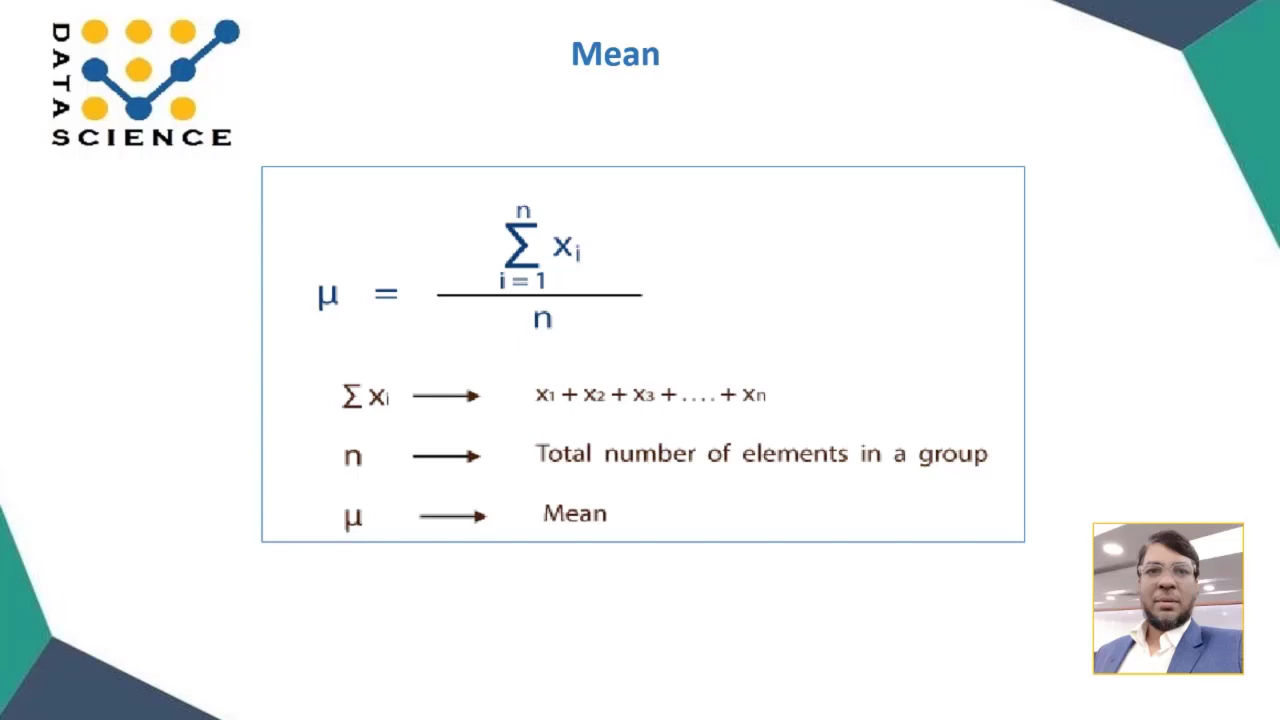 DATA
SCIENCE
Mean
n
∑ xi
i = 1
μ =
n
∑ xi → x1 + x2 + x3 + .... + xn
n → Total number of elements in a group
μ → Mean